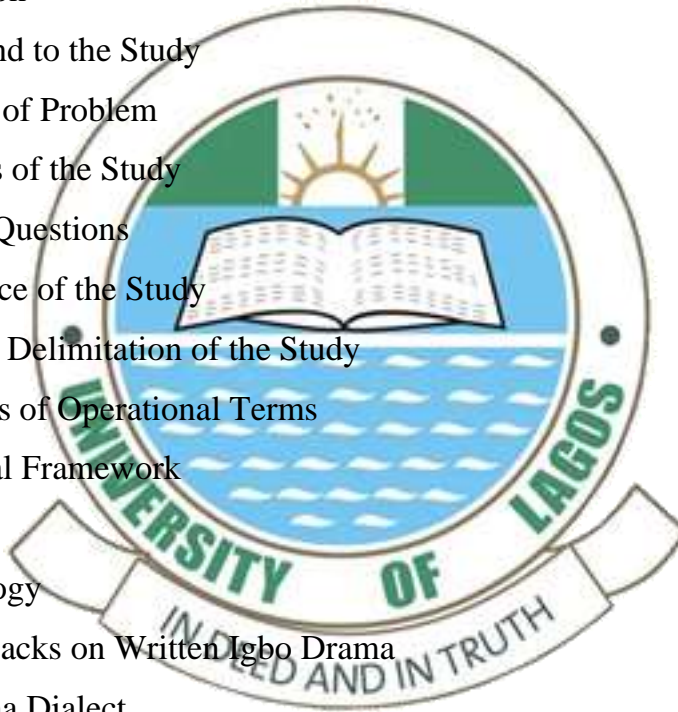 on
nd to the Study
of Problem
s of the Study
Questions
ce of the Study
Delimitation of the Study
s of Operational Terms
al Framework
ogy
acks on Written Igbo Drama
a Dialect
UNIVERSITY OF LAGOS
IN DEED AND IN TRUTH